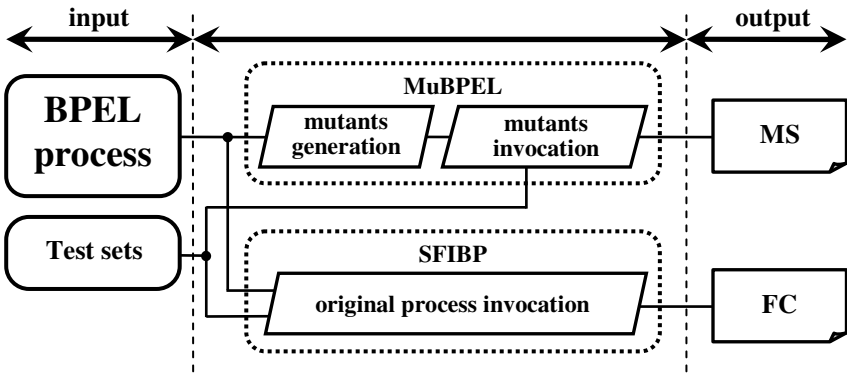 input
output
BPEL
process
MuBPEL
mutants
generation
mutants
invocation
MS
Test sets
SFIBP
original process invocation
FC